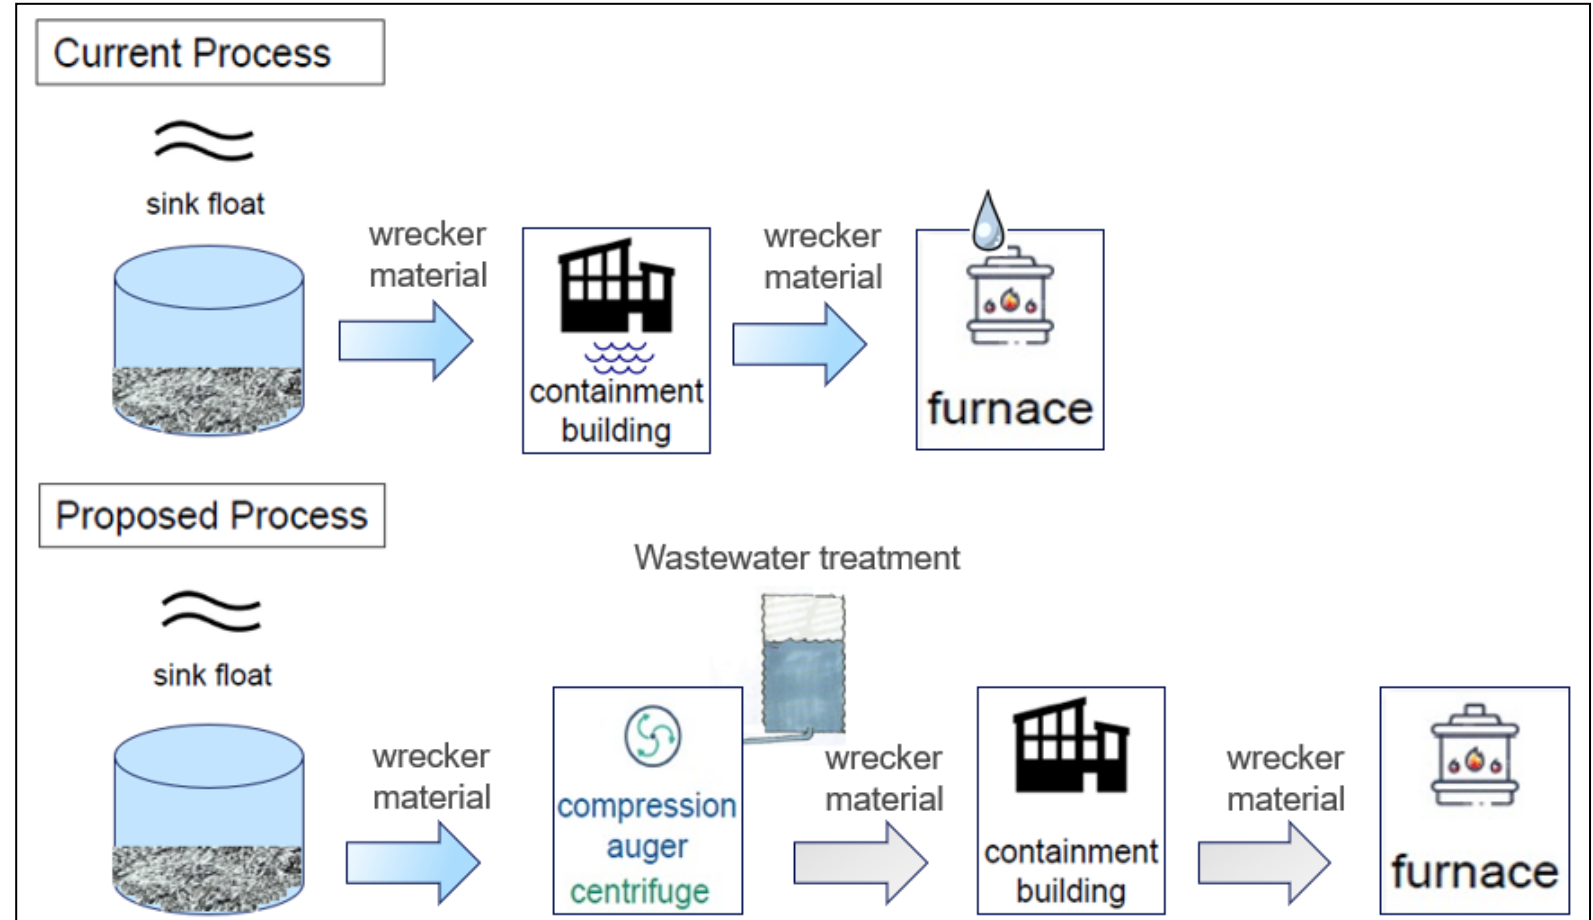 Current Process
sink float
wrecker
material
wrecker
material
containment
building
furnace
Proposed Process
Wastewater treatment
sink float
wrecker
material
compression
auger
centrifuge
wrecker
material
containment
building
wrecker
material
furnace